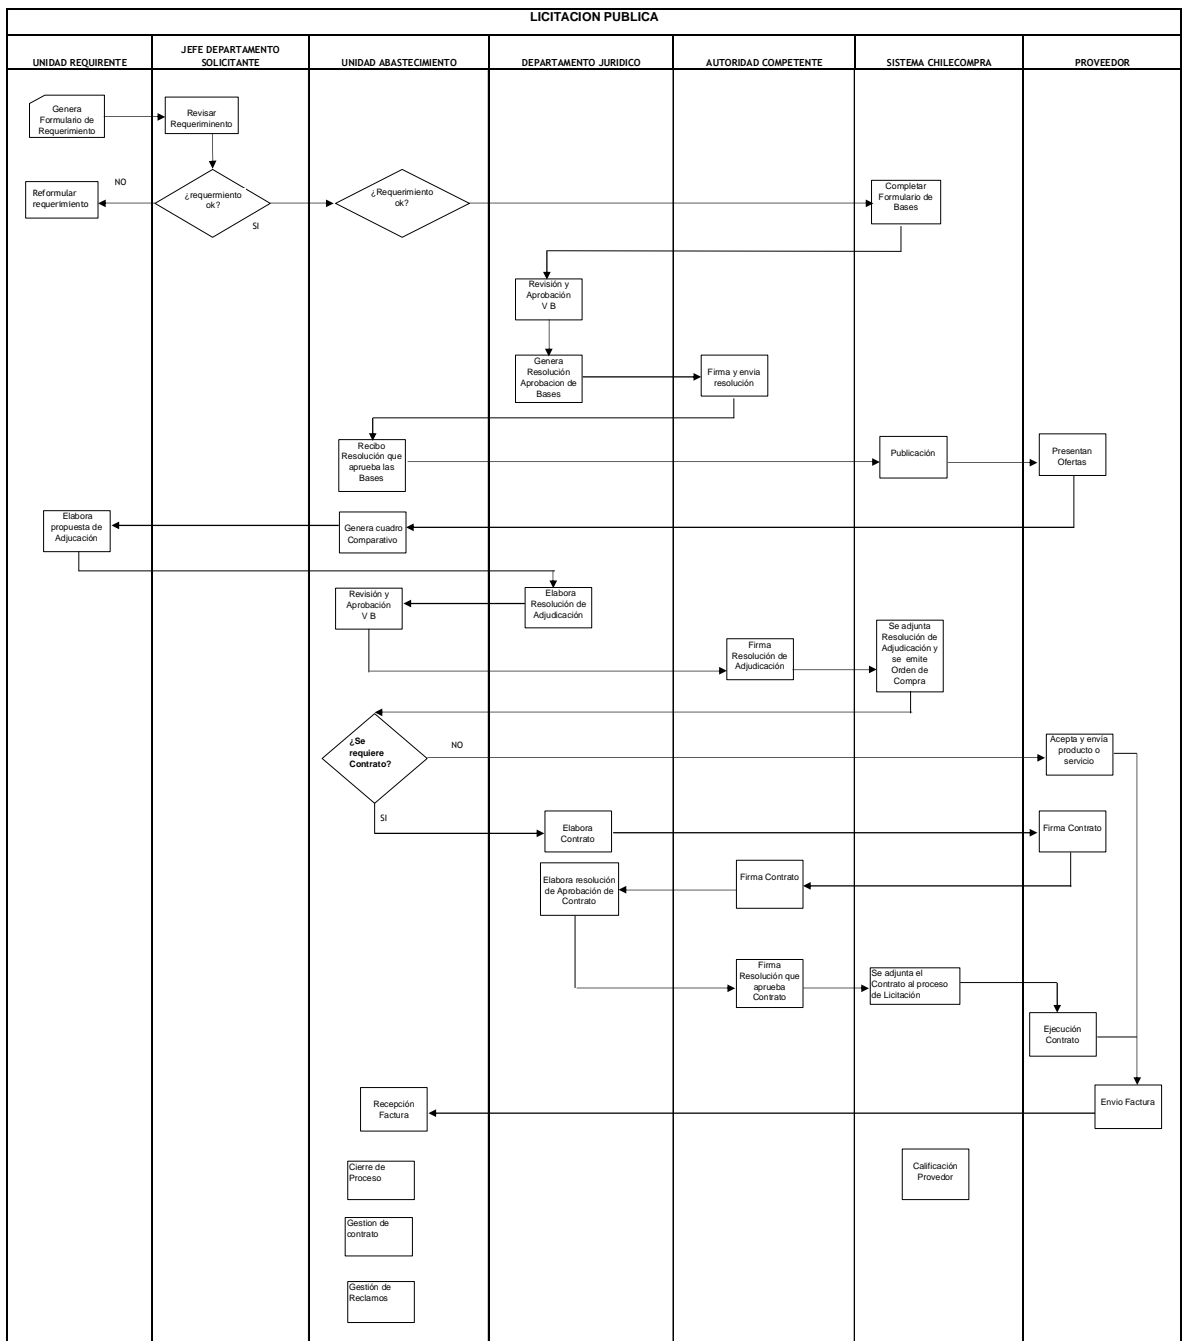 LICITACION PUBLICA
UNIDAD REQUIRENTE
JEFE DEPARTAMENTO
SOLICITANTE
UNIDAD ABASTECIMIENTO
DEPARTAMENTO JURIDICO
AUTORIDAD COMPETENTE
SISTEMA CHILECOMPRA
PROVEEDOR
Genera
Formulario de
Requerimiento
Revisar
Requeriminento
Reformular
requerimiento
NO
¿requermiento
ok?
SI
¿Requerimiento
ok?
Completar
Formulario de
Bases
Revisión y
Aprobación
V B
Genera
Resolución
Aprobacion de
Bases
Firma y envia
resolución
Recibo
Resolución que
aprueba las
Bases
Publicación
Presentan
Ofertas
Elabora
propuesta de
Adjucación
Genera cuadro
Comparativo
Revisión y
Aprobación
V B
Elabora
Resolución de
Adjudicación
Firma
Resolución de
Adjudicación
Se adjunta
Resolución de
Adjudicación y
se emite
Orden de
Compra
¿Se
requiere
Contrato?
NO
Acepta y envía
producto o
servicio
SI
Elabora
Contrato
Firma Contrato
Elabora resolución
de Aprobación de
Contrato
Firma Contrato
Firma
Resolución que
aprueba
Contrato
Se adjunta el
Contrato al proceso
de Licitación
Ejecución
Contrato
Recepción
Factura
Envio Factura
Cierre de
Proceso
Calificación
Provedor
Gestion de
contrato
Gestión de
Reclamos